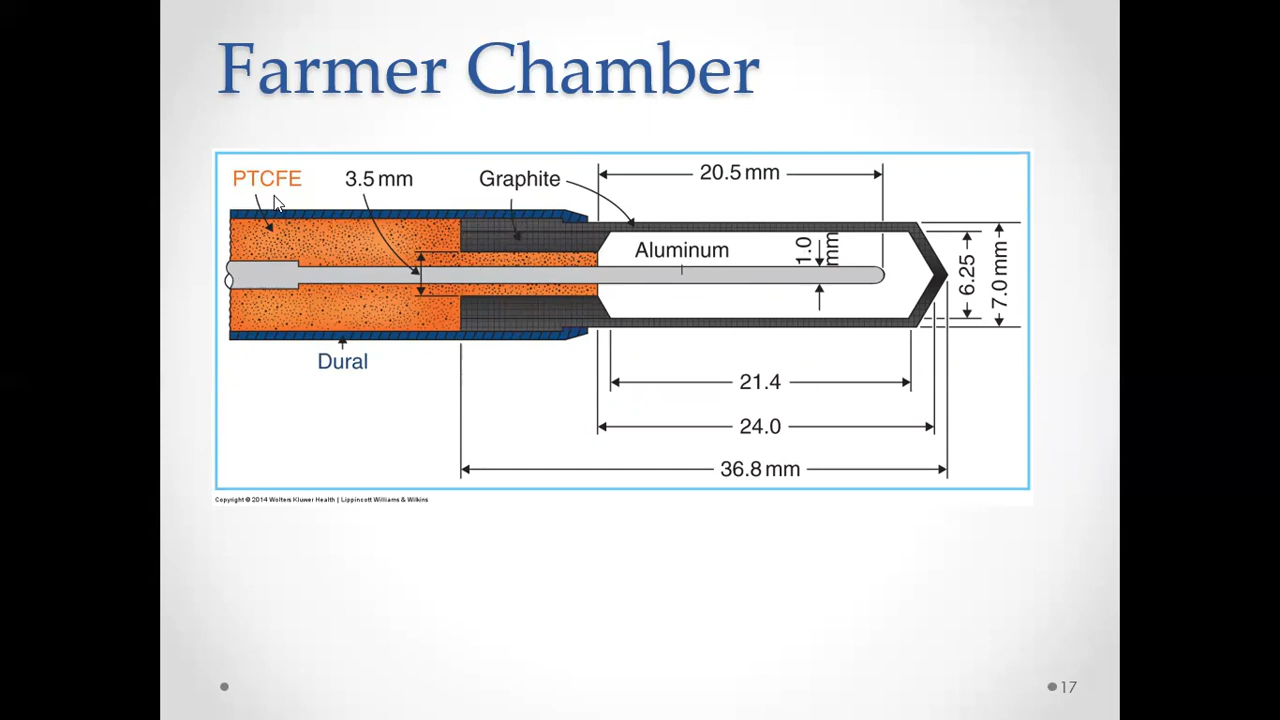 Farmer Chamber
PTCFE
3.5 mm
Graphite
20.5 mm
Aluminum
1.0 mm
6.25
7.0 mm
Dural
21.4
24.0
36.8 mm
Copyright © 2014 Wolters Kluwer Health | Lippincott Williams & Wilkins
17